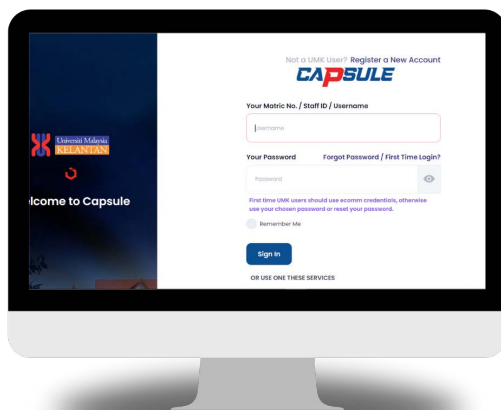 Universiti Malaysia
KELANTAN
elcome to Capsule
Not a UMK User? Register a New Account
CAPSULE
Your Matric No. / Staff ID / Username
Username
Your Password Forgot Password / First Time Login?
Password
First time UMK users should use ecomm credentials, otherwise
use your chosen password or reset your password.
Remember Me
Sign In
OR USE ONE THESE SERVICES